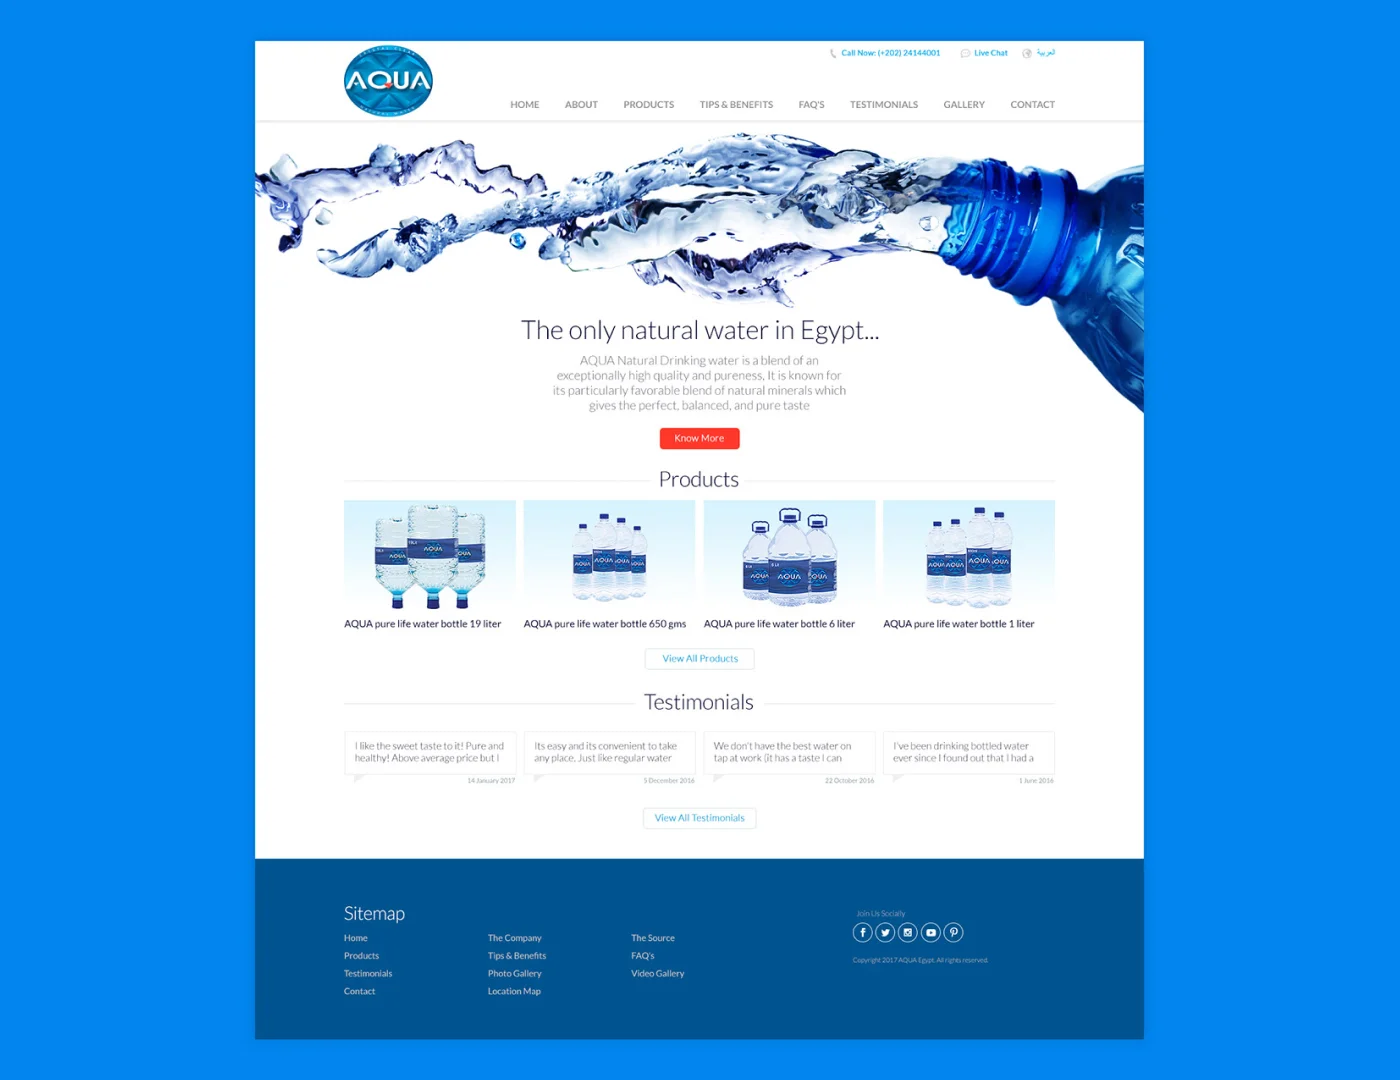 AQUA
Call Now: (+202) 24144001
Live Chat
العربية
HOME
ABOUT
PRODUCTS
TIPS & BENEFITS
FAQ'S
TESTIMONIALS
GALLERY
CONTACT
The only natural water in Egypt...
AQUA Natural Drinking water is a blend of an
exceptionally high quality and pureness, It is known for
its particularly favorable blend of natural minerals which
gives the perfect, balanced, and pure taste
Know More
Products
AQUA
AQUA
AQUA
AQUA pure life water bottle 19 liter
AQUA pure life water bottle 650 gms
AQUA pure life water bottle 6 liter
AQUA pure life water bottle 1 liter
View All Products
Testimonials
I like the sweet taste to it! Pure and
healthy! Above average price but I
14 January 2017
Its easy and its convenient to take
any place, Just like regular water
5 December 2016
We don't have the best water on
tap at work (it has a taste I can
22 October 2016
I've been drinking bottled water
ever since I found out that I had a
1 June 2016
View All Testimonials
Sitemap
Home
Products
Testimonials
Contact
The Company
Tips & Benefits
Photo Gallery
Location Map
The Source
FAQ's
Video Gallery
Join Us Socially
Copyright 2017 AQUA Egypt. All rights reserved.